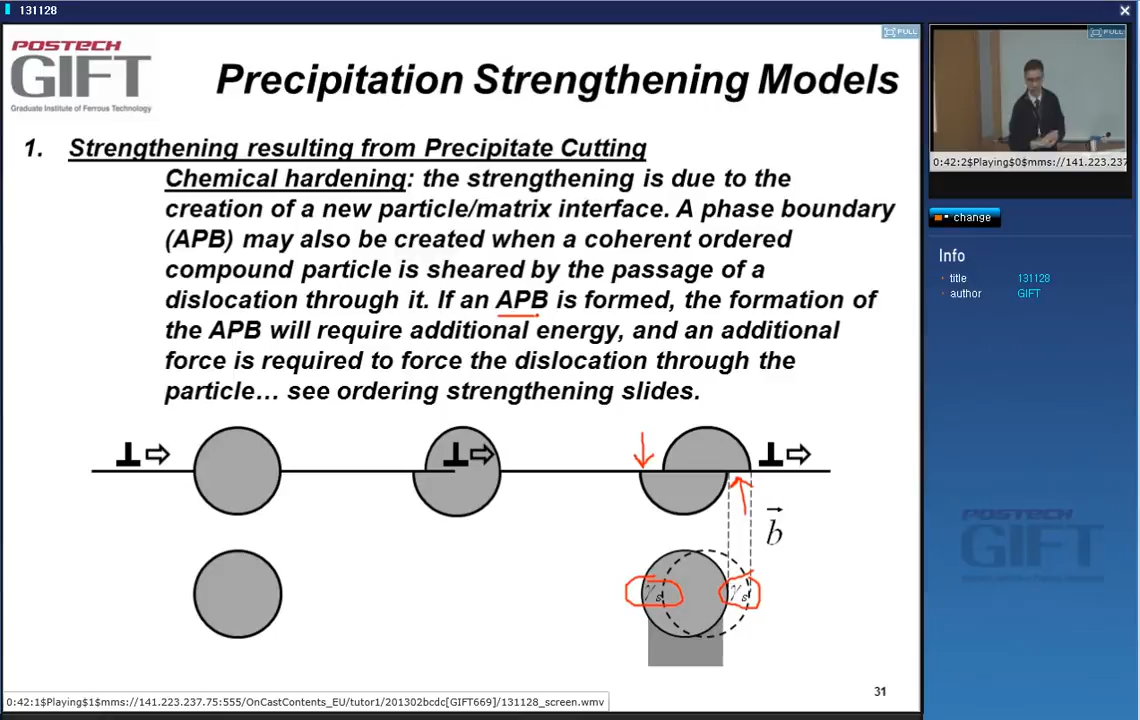 131128
POSTECH
GIFT
Graduate Institute of Ferrous Technology
Precipitation Strengthening Models
FULL
FULL
1. Strengthening resulting from Precipitate Cutting
Chemical hardening: the strengthening is due to the
creation of a new particle/matrix interface. A phase boundary
(APB) may also be created when a coherent ordered
compound particle is sheared by the passage of a
dislocation through it. If an APB is formed, the formation of
the APB will require additional energy, and an additional
force is required to force the dislocation through the
particle… see ordering strengthening slides.
b
γs
γs
31
0:42:1$Playing$1$mms://141.223.237.75:555/OnCastContents_EU/tutor1/201302bcdc[GIFT669]/131128_screen.wmv
0:42:2$Playing$0$mms://141.223.237
change
Info
title 131128
author GIFT
POSTECH
GIFT